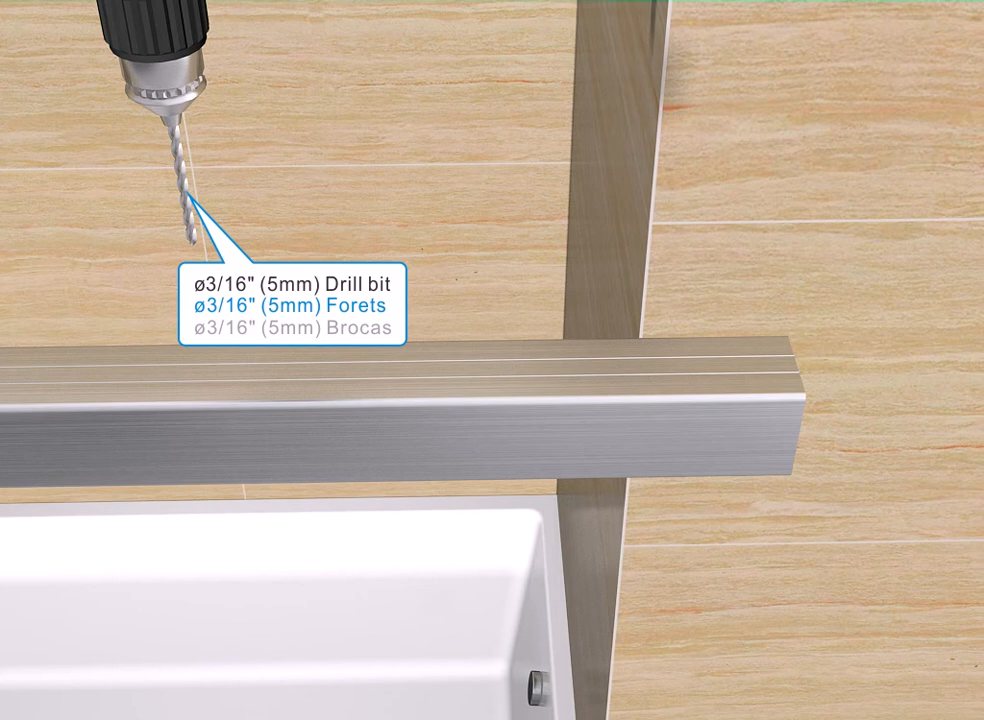 ø3/16" (5mm) Drill bit
ø3/16" (5mm) Forets
ø3/16" (5mm) Brocas